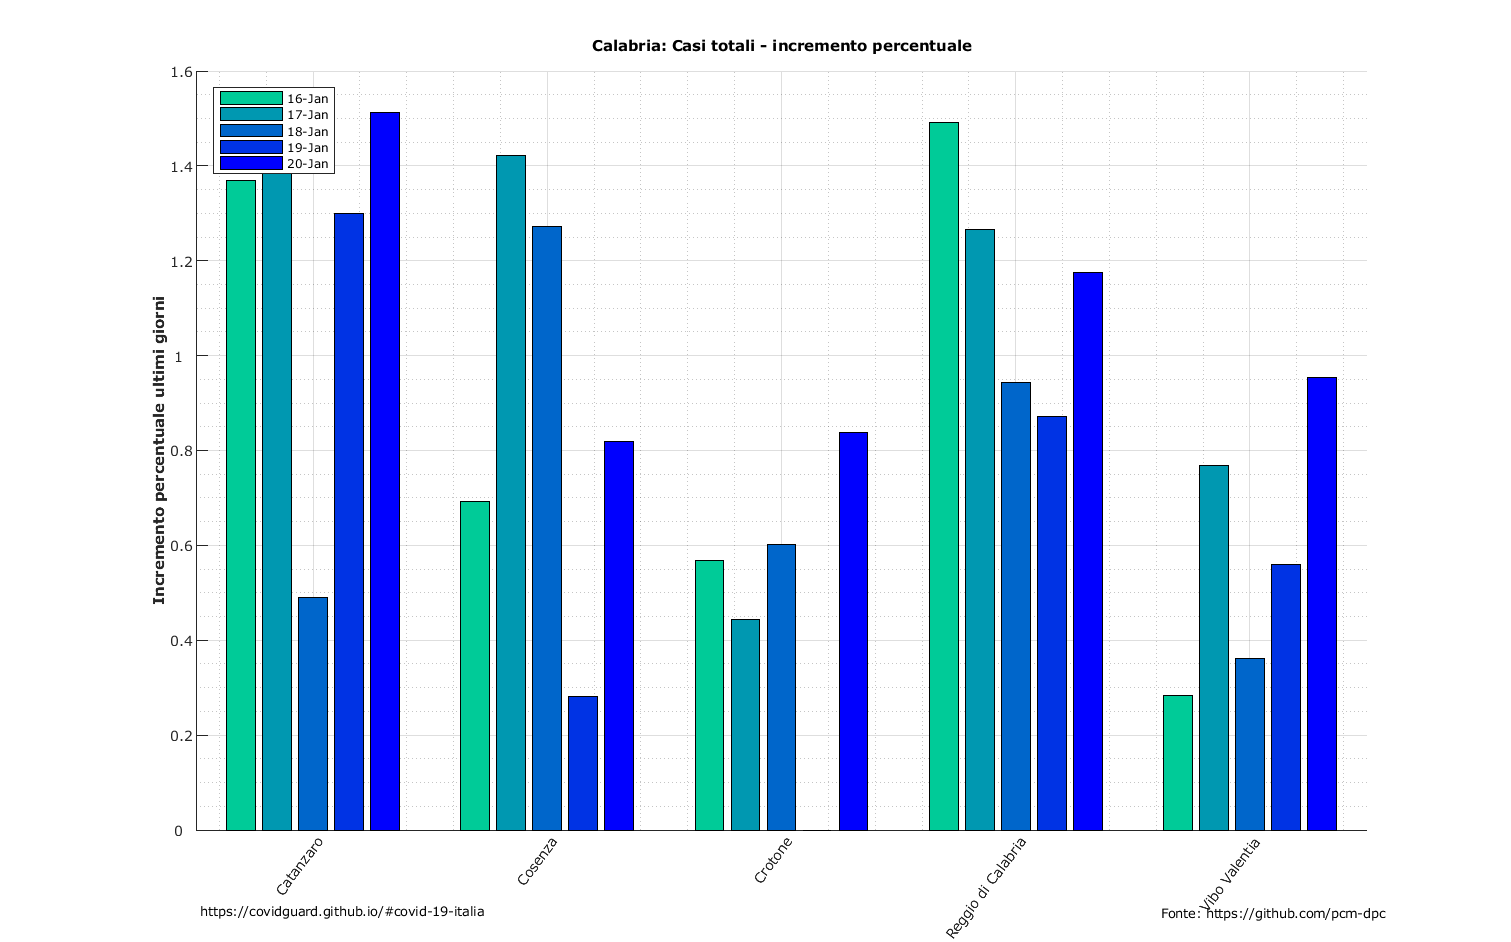 Calabria: Casi totali - incremento percentuale
1.6
1.4
1.2
1
0.8
0.6
0.4
0.2
0
Incremento percentuale ultimi giorni
16-Jan
17-Jan
18-Jan
19-Jan
20-Jan
Catanzaro
Cosenza
Crotone
Reggio di Calabria
Vibo Valentia
https://covidguard.github.io/#covid-19-italia
Fonte: https://github.com/pcm-dpc